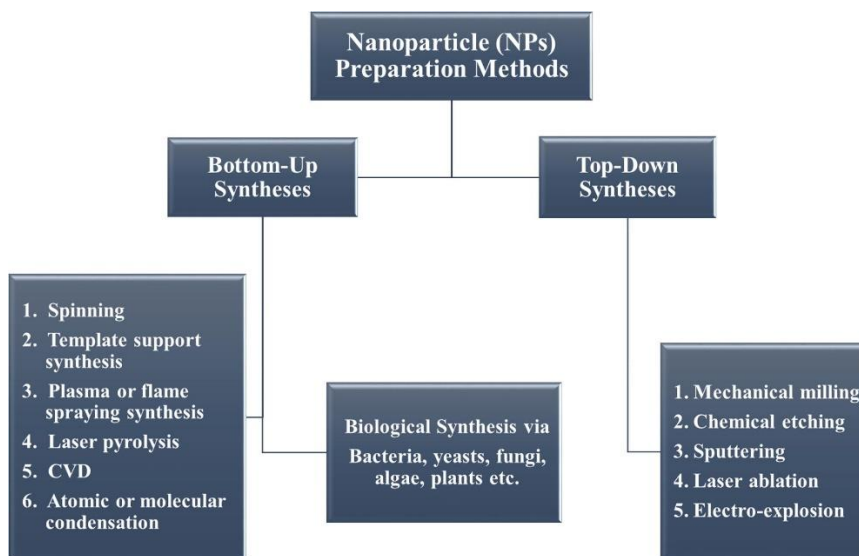 Nanoparticle (NPs)
Preparation Methods
Bottom-Up
Syntheses
Top-Down
Syntheses
1. Spinning
2. Template support
synthesis
3. Plasma or flame
spraying synthesis
4. Laser pyrolysis
5. CVD
6. Atomic or molecular
condensation
Biological Synthesis via
Bacteria, yeasts, fungi,
algae, plants etc.
1. Mechanical milling
2. Chemical etching
3. Sputtering
4. Laser ablation
5. Electro-explosion